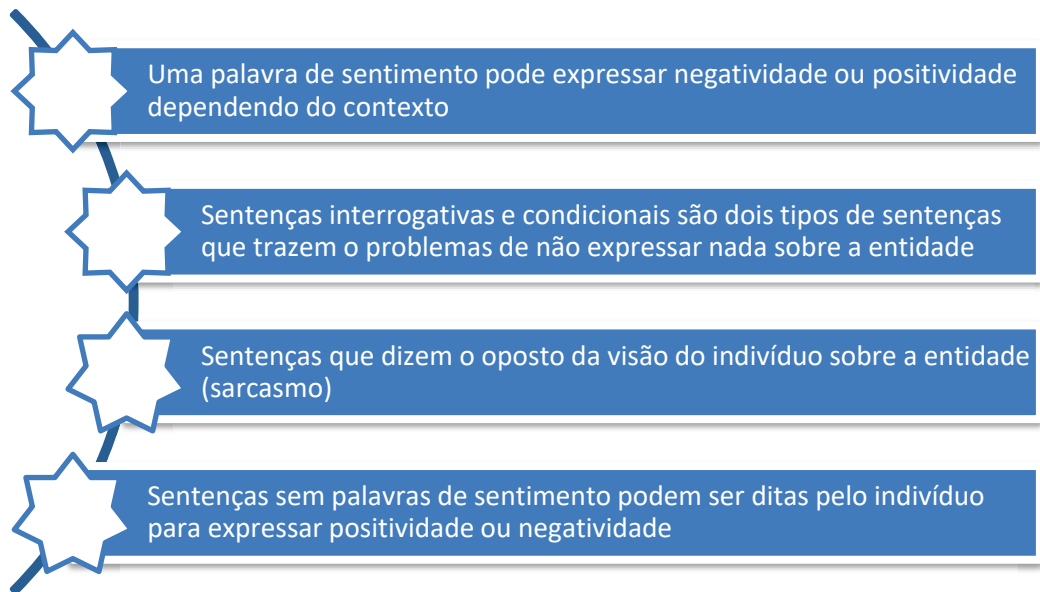 Uma palavra de sentimento pode expressar negatividade ou positividade
dependendo do contexto
Sentenças interrogativas e condicionais são dois tipos de sentenças
que trazem o problemas de não expressar nada sobre a entidade
Sentenças que dizem o oposto da visão do indivíduo sobre a entidade
(sarcasmo)
Sentenças sem palavras de sentimento podem ser ditas pelo indivíduo
para expressar positividade ou negatividade